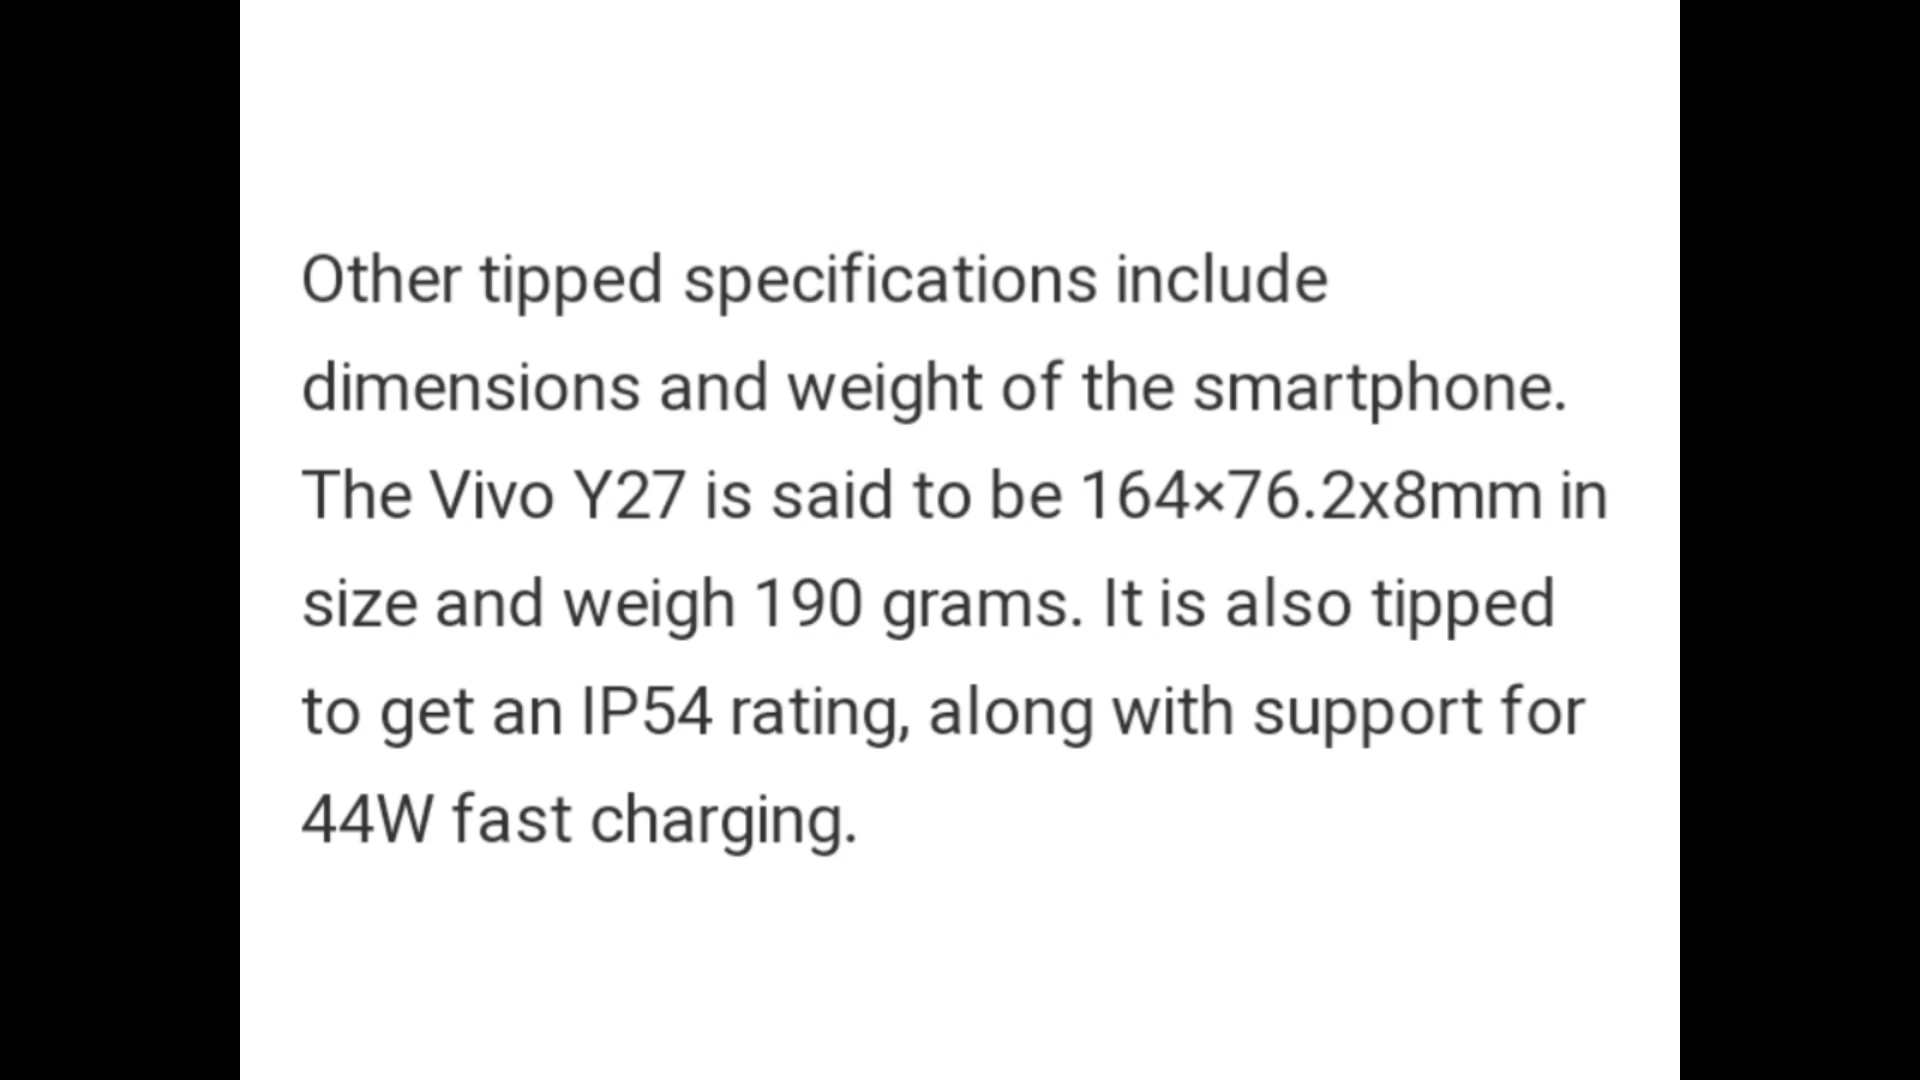 Other tipped specifications include
dimensions and weight of the smartphone.
The Vivo Y27 is said to be 164×76.2x8mm in
size and weigh 190 grams. It is also tipped
to get an IP54 rating, along with support for
44W fast charging.